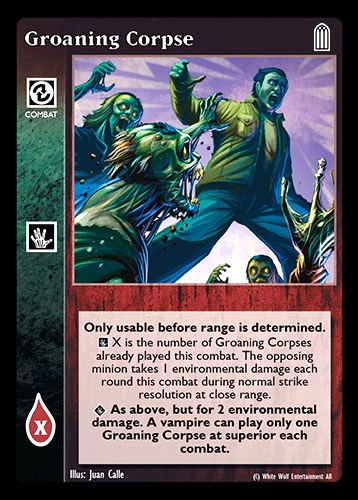 Groaning Corpse
COMBAT
Only usable before range is determined.
X is the number of Groaning Corpses
already played this combat. The opposing
minion takes 1 environmental damage each
round this combat during normal strike
resolution at close range.
As above, but for 2 environmental
damage. A vampire can play only one
Groaning Corpse at superior each
combat.
X
Illus: Juan Calle
(C) White Wolf Entertainment AB